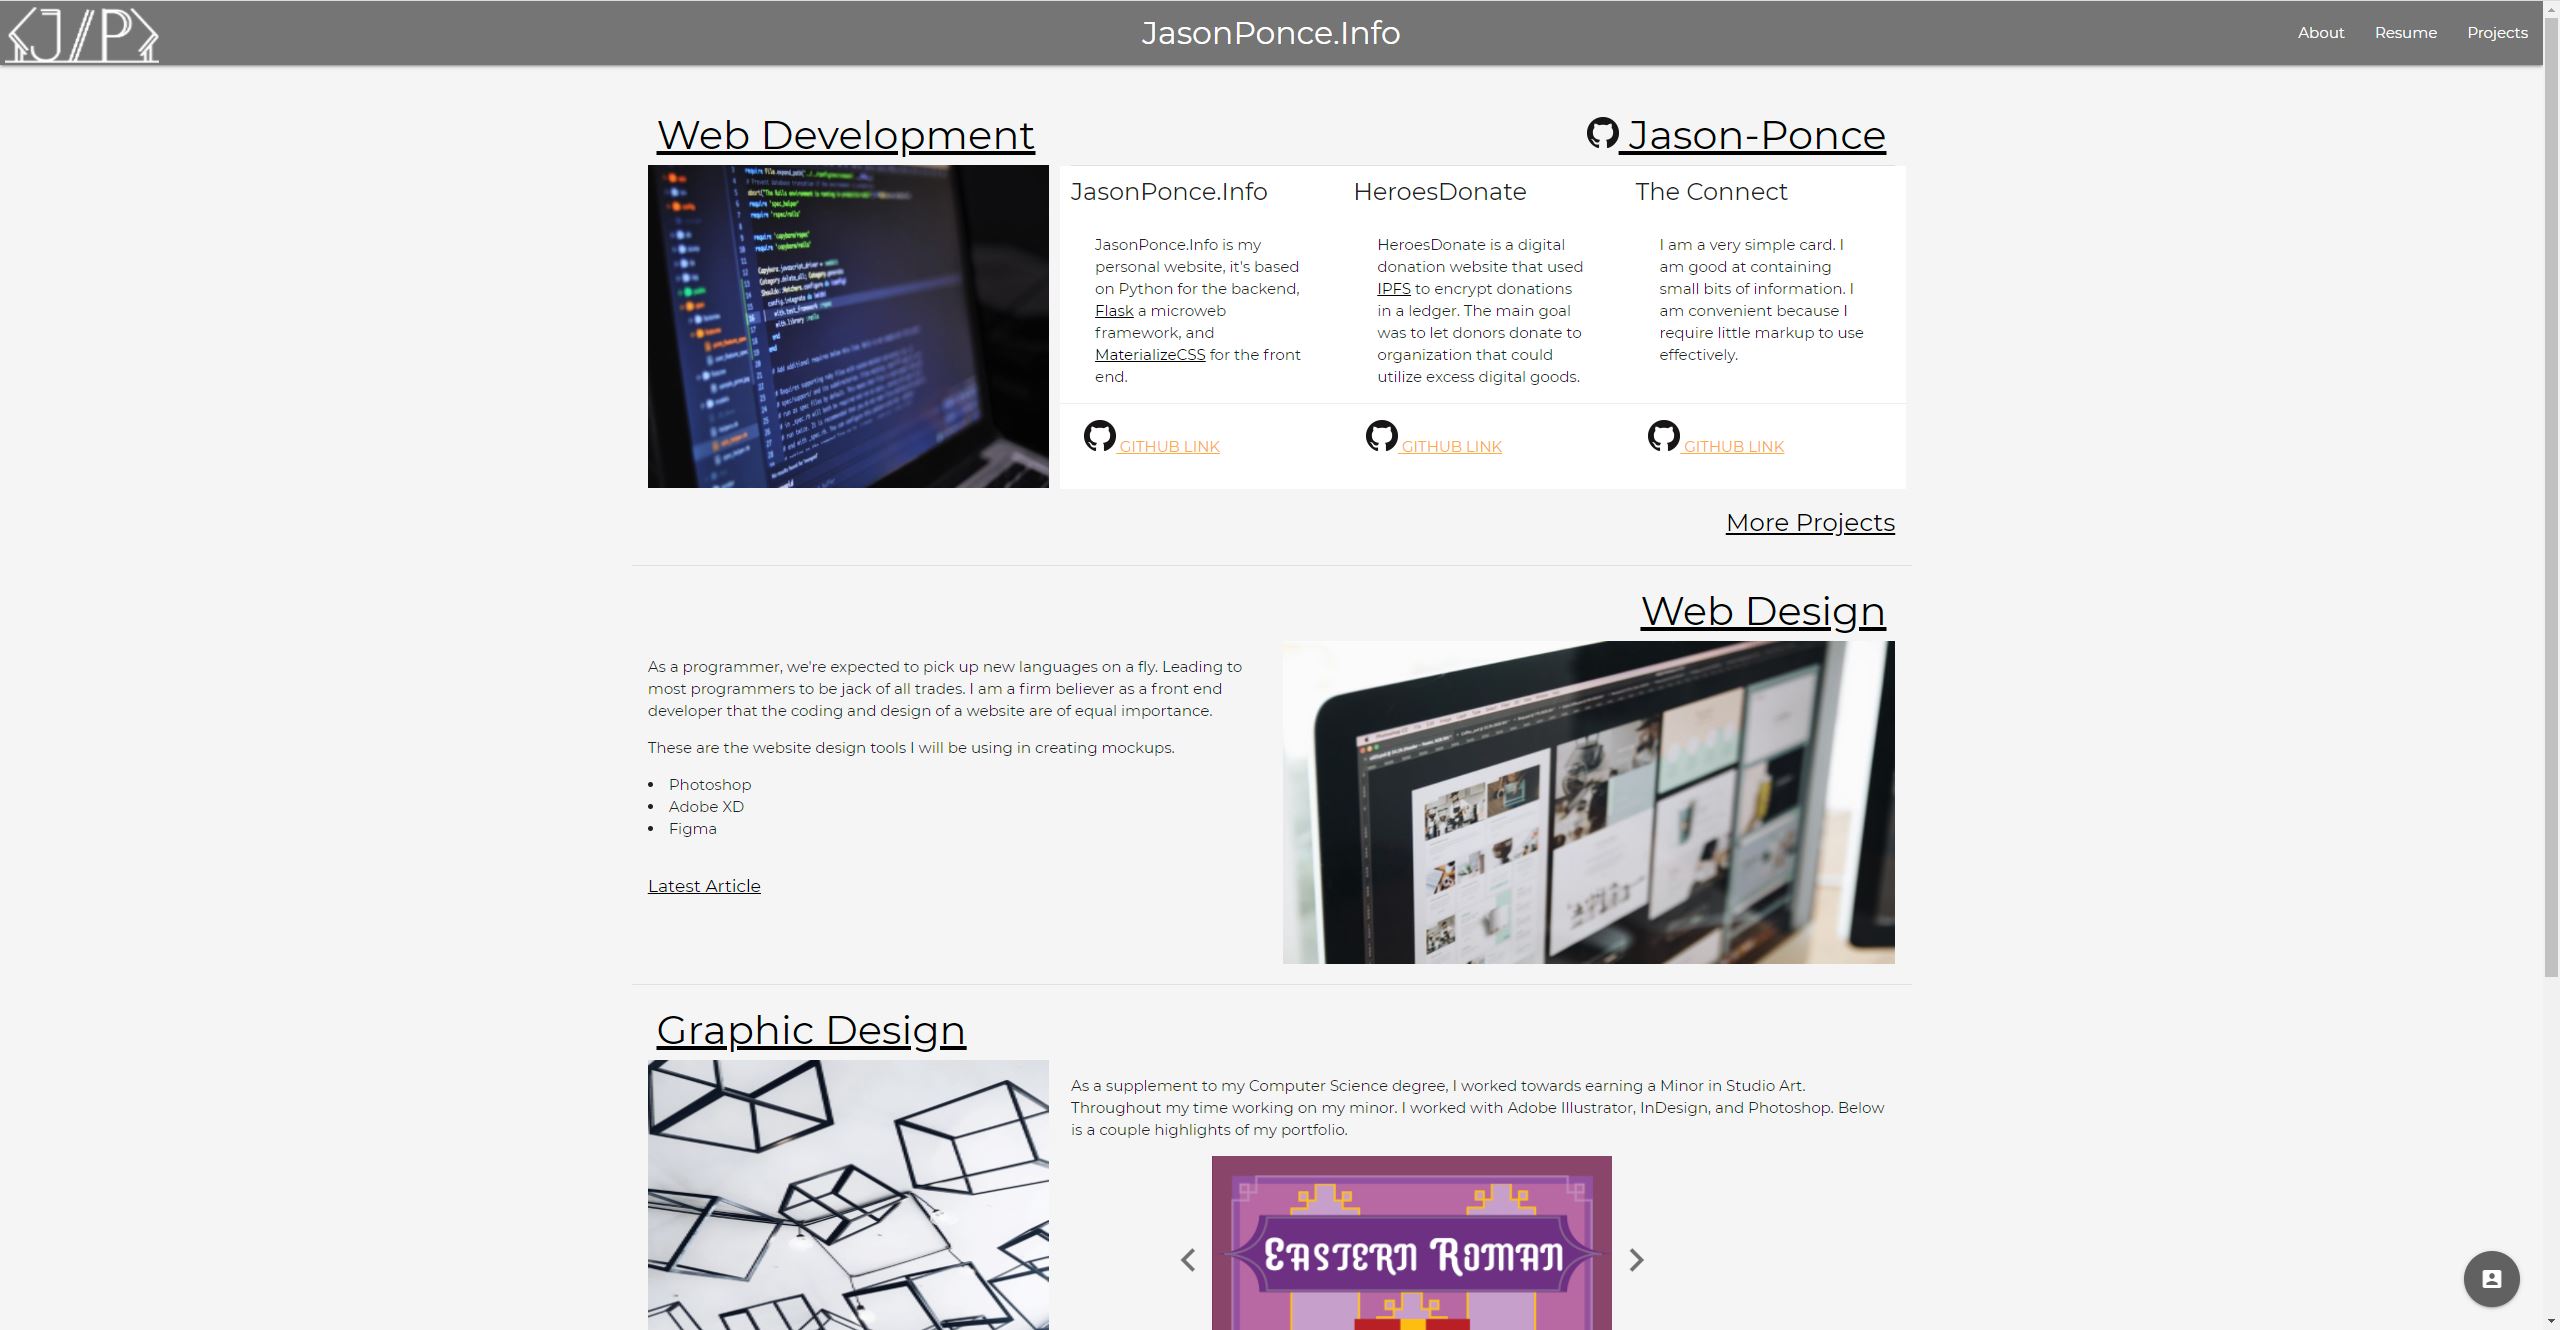 J/P
JasonPonce.Info
About
Resume
Projects
Web Development
Jason-Ponce
JasonPonce.Info
JasonPonce.Info is my
personal website, it's based
on Python for the backend,
Flask a microweb
framework, and
MaterializeCSS for the front
end.
GITHUB LINK
HeroesDonate
HeroesDonate is a digital
donation website that used
IPFS to encrypt donations
in a ledger. The main goal
was to let donors donate to
organization that could
utilize excess digital goods.
GITHUB LINK
The Connect
I am a very simple card. I
am good at containing
small bits of information. I
am convenient because I
require little markup to use
effectively.
GITHUB LINK
More Projects
Web Design
As a programmer, we're expected to pick up new languages on a fly. Leading to
most programmers to be jack of all trades. I am a firm believer as a front end
developer that the coding and design of a website are of equal importance.
These are the website design tools I will be using in creating mockups.
Photoshop
Adobe XD
Figma
Latest Article
Graphic Design
As a supplement to my Computer Science degree, I worked towards earning a Minor in Studio Art.
Throughout my time working on my minor. I worked with Adobe Illustrator, InDesign, and Photoshop. Below
is a couple highlights of my portfolio.
Eastern Roman